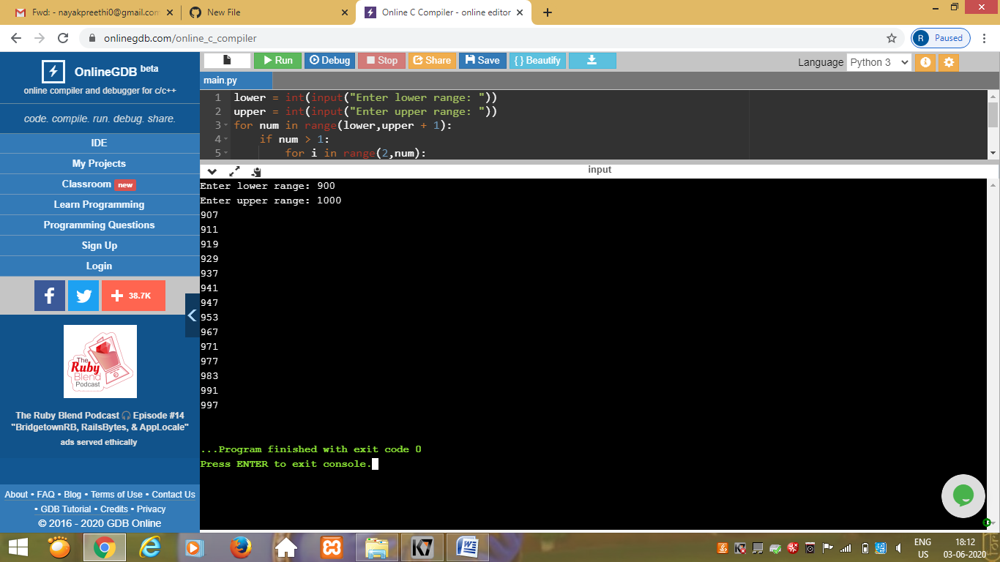 Fwd: - nayakpreethi0@gmail.com
New File
Online C Compiler - online editor
onlinegdb.com/online_c_compiler
R Paused
OnlineGDB beta
online compiler and debugger for c/c++
code. compile. run. debug. share.
IDE
My Projects
Classroom new
Learn Programming
Programming Questions
Sign Up
Login
f
38.7K
The
Ruby
Blend
Podcast
The Ruby Blend Podcast 🎧 Episode #14
"BridgetownRB, RailsBytes, & AppLocale"
ads served ethically
About • FAQ • Blog • Terms of Use • Contact Us
• GDB Tutorial • Credits • Privacy
© 2016 - 2020 GDB Online
Run Debug Stop Share Save { } Beautify
Language Python 3
main.py
1 lower = int(input("Enter lower range: "))
2 upper = int(input("Enter upper range: "))
3 for num in range(lower,upper + 1):
4 if num > 1:
5 for i in range(2,num):
input
Enter lower range: 900
Enter upper range: 1000
907
911
919
929
937
941
947
953
967
971
977
983
991
997
...Program finished with exit code 0
Press ENTER to exit console.
K7
ENG
US
18:12
03-06-2020